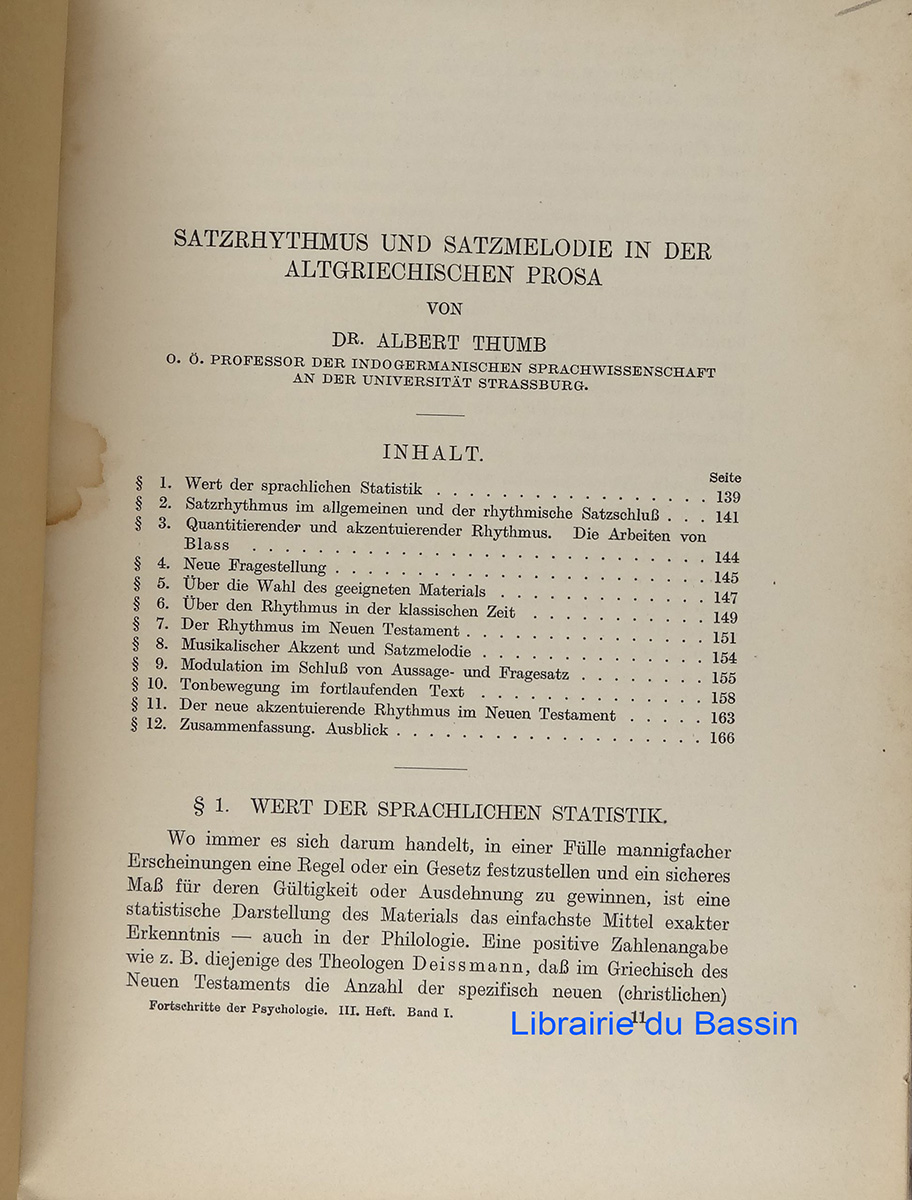 SATZRHYTHMUS UND SATZMELODIE IN DER
ALTGRIECHISCHEN PROSA
VON
DR. ALBERT THUMB
O. Ö. PROFESSOR DER INDOGERMANISCHEN SPRACHWISSENSCHAFT
AN DER UNIVERSITÄT STRASSBURG.
INHALT.
Seite
§ 1. Wert der sprachlichen Statistik . . . . . . . . . . . . . . . . . 139
§ 2. Satzrhythmus im allgemeinen und der rhythmische Satzschluß . . . 141
§ 3. Quantitierender und akzentuierender Rhythmus. Die Arbeiten von
Blass . . . . . . . . . . . . . . . . . . . . . . . 144
§ 4. Neue Fragestellung . . . . . . . . . . . . . . . . . . . 145
§ 5. Über die Wahl des geeigneten Materials . . . . . . . . . . . 147
§ 6. Über den Rhythmus in der klassischen Zeit . . . . . . . . . . 149
§ 7. Der Rhythmus im Neuen Testament . . . . . . . . . . . . . 151
§ 8. Musikalischer Akzent und Satzmelodie . . . . . . . . . . . . 154
§ 9. Modulation im Schluß von Aussage- und Fragesatz . . . . . . . 155
§ 10. Tonbewegung im fortlaufenden Text . . . . . . . . . . . . 158
§ 11. Der neue akzentuierende Rhythmus im Neuen Testament . . . . . 163
§ 12. Zusammenfassung. Ausblick . . . . . . . . . . . . . . . . 166
§ 1. WERT DER SPRACHLICHEN STATISTIK.
Wo immer es sich darum handelt, in einer Fülle mannigfacher
Erscheinungen eine Regel oder ein Gesetz festzustellen und ein sicheres
Maß für deren Gültigkeit oder Ausdehnung zu gewinnen, ist eine
statistische Darstellung des Materials das einfachste Mittel exakter
Erkenntnis — auch in der Philologie. Eine positive Zahlenangabe
wie z. B. diejenige des Theologen Deissmann, daß im Griechisch des
Neuen Testaments die Anzahl der spezifisch neuen (christlichen)
Fortschritte der Psychologie. III. Heft. Band I. 11
Librairie du Bassin